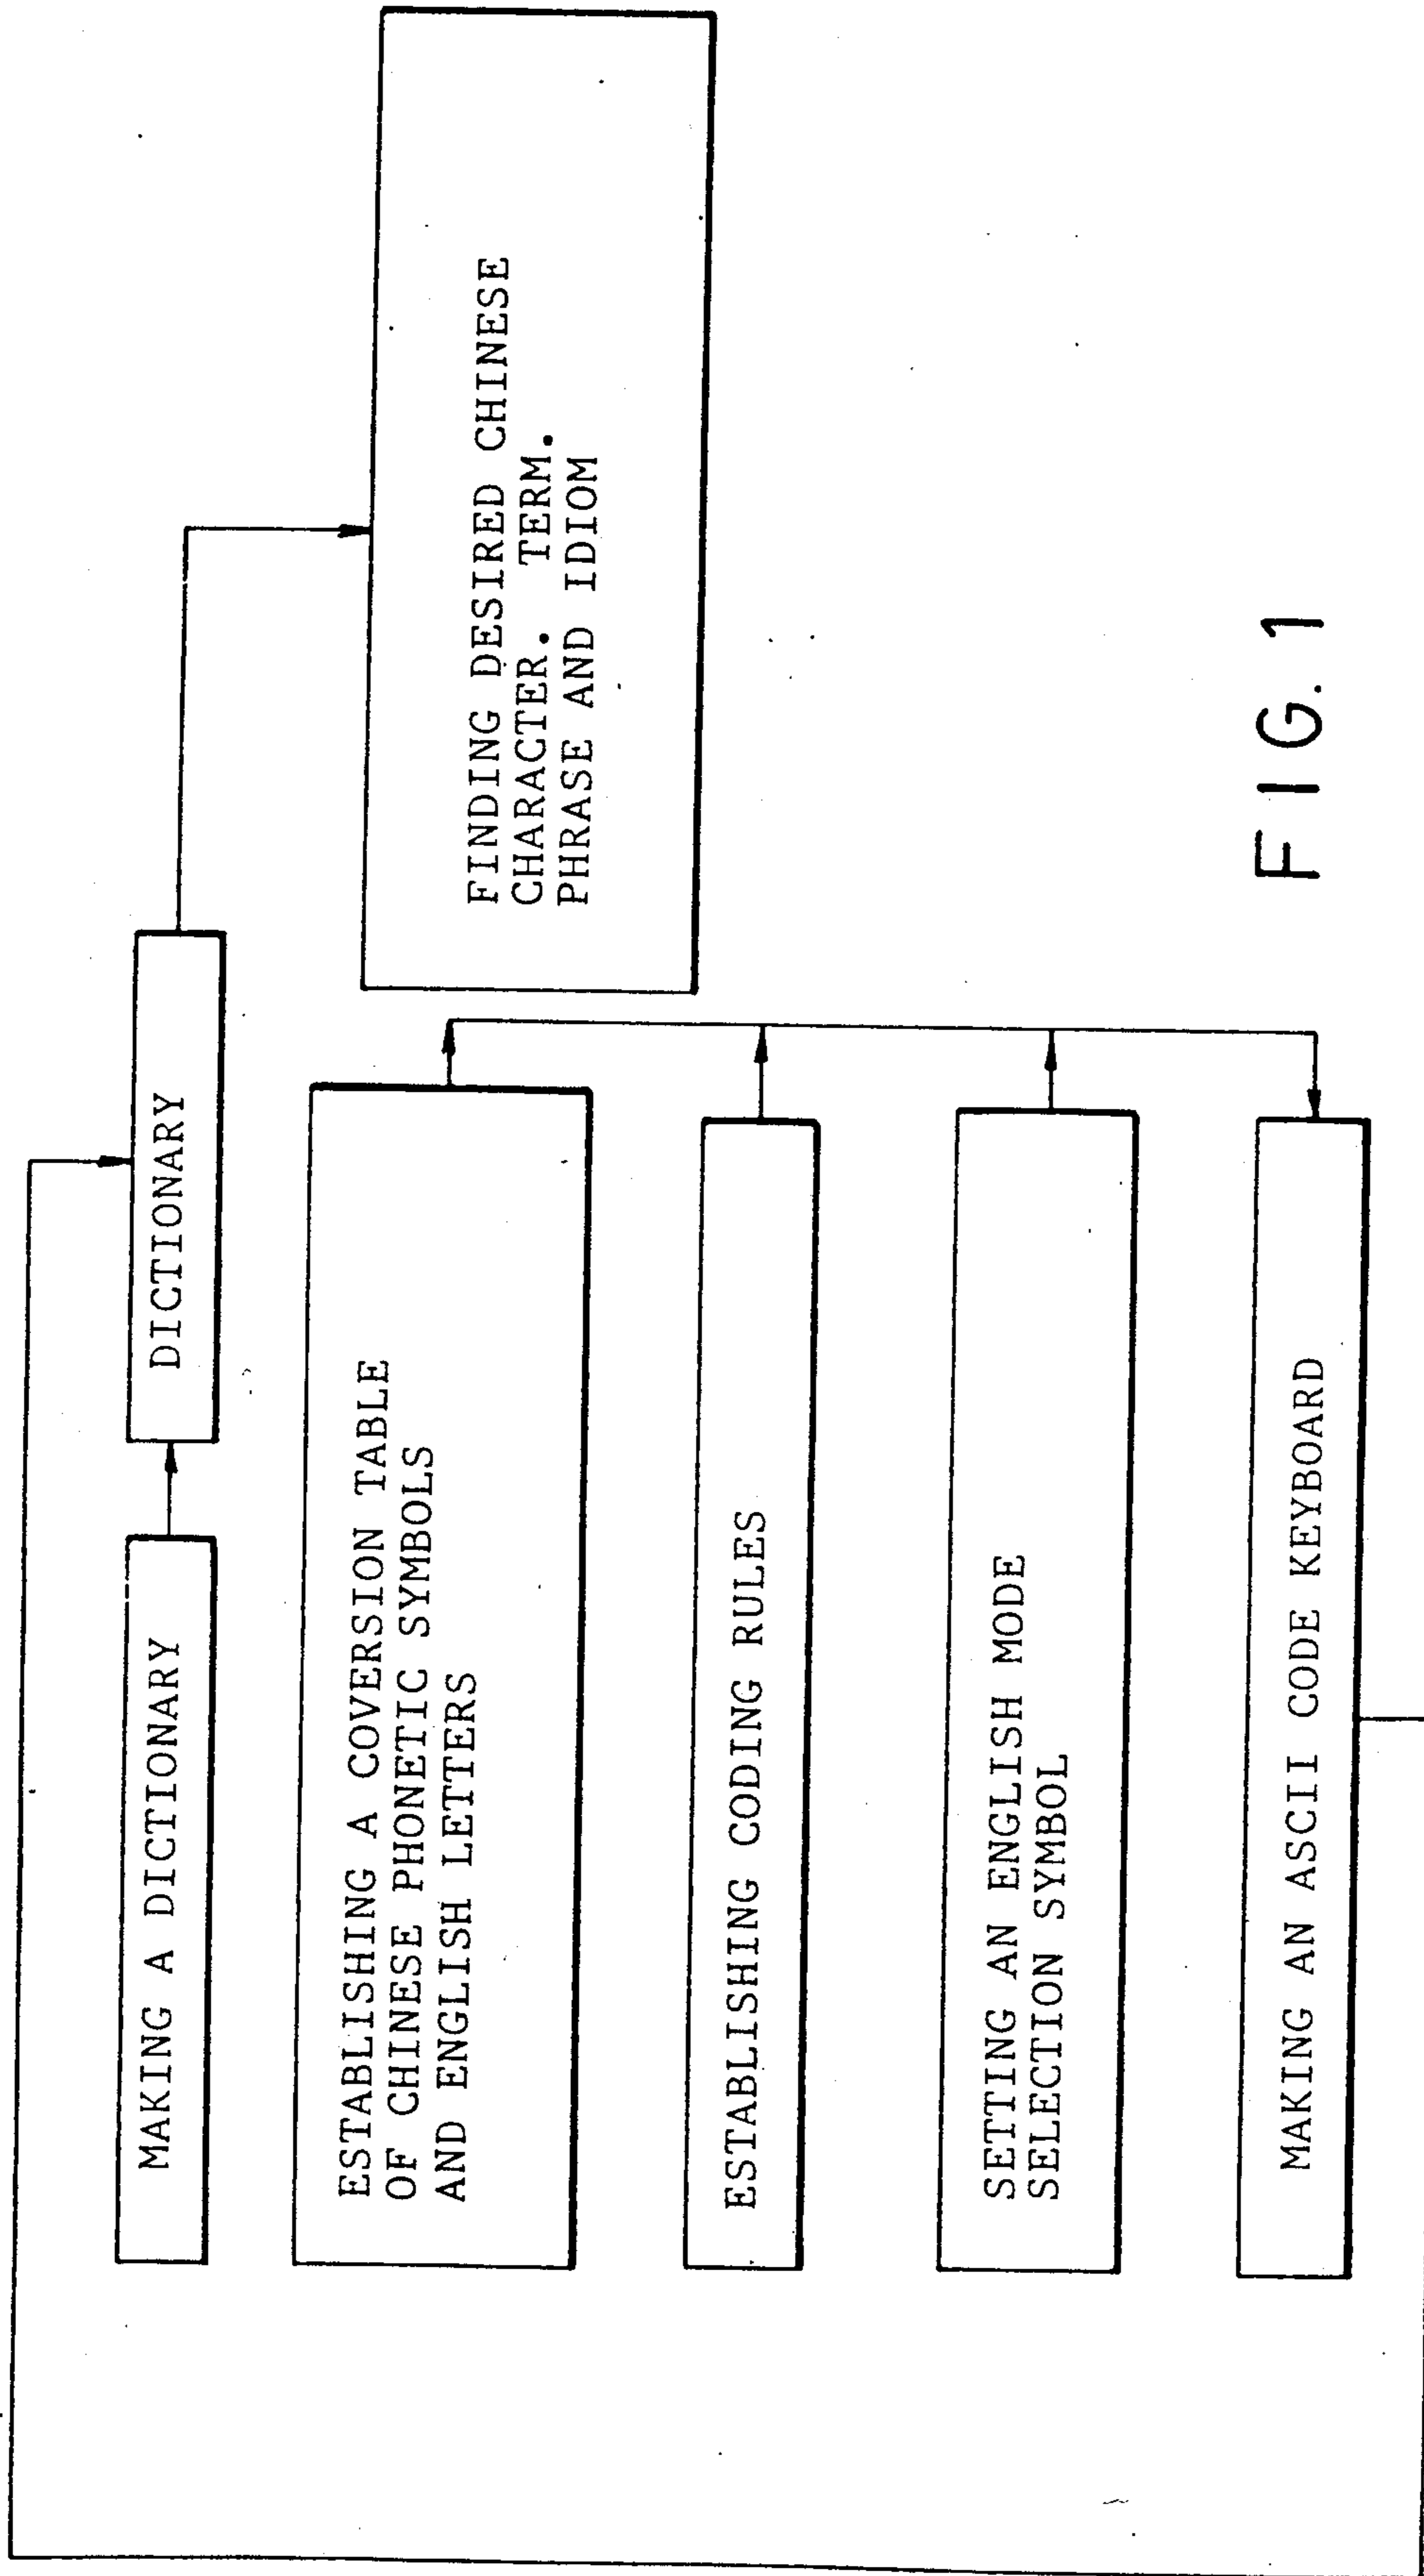 MAKING A DICTIONARY
DICTIONARY
ESTABLISHING A COVERSION TABLE
OF CHINESE PHONETIC SYMBOLS
AND ENGLISH LETTERS
FINDING DESIRED CHINESE
CHARACTER. TERM.
PHRASE AND IDIOM
ESTABLISHING CODING RULES
SETTING AN ENGLISH MODE
SELECTION SYMBOL
MAKING AN ASCII CODE KEYBOARD
FIG. 1